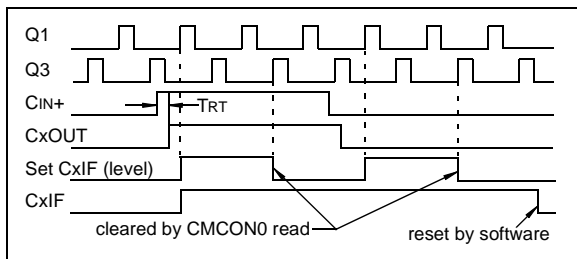 Q1
Q3
CIN+
TRT
CxOUT
Set CxIF (level)
CxIF
cleared by CMCON0 read
reset by software